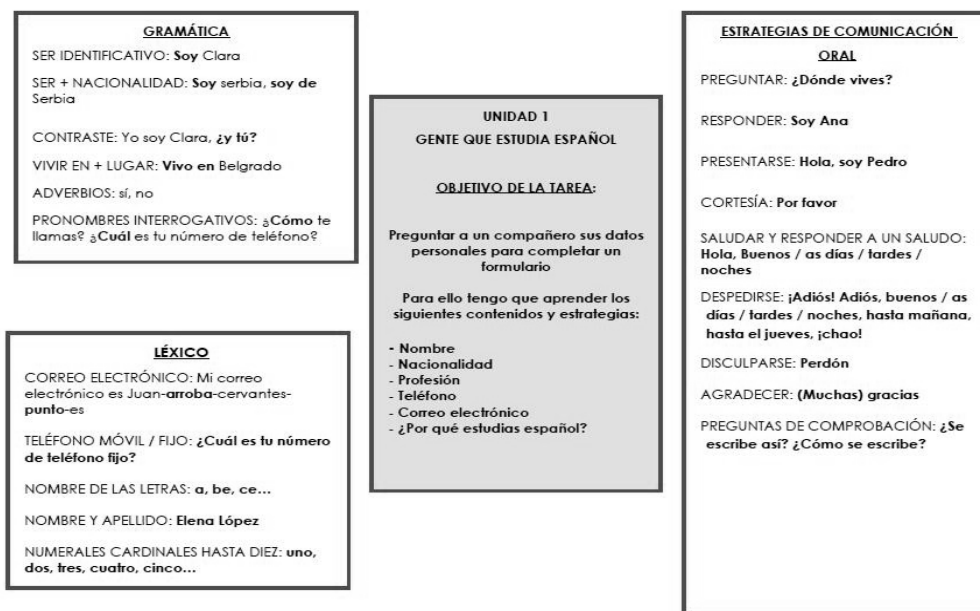 GRAMÁTICA
SER IDENTIFICATIVO: Soy Clara
SER + NACIONALIDAD: Soy serbia, soy de
Serbia
CONTRASTE: Yo soy Clara, ¿y tú?
VIVIR EN + LUGAR: Vivo en Belgrado
ADVERBIOS: sí, no
PRONOMBRES INTERROGATIVOS: ¿Cómo te
llamas? ¿Cuál es tu número de teléfono?
LÉXICO
CORREO ELECTRÓNICO: Mi correo
electrónico es Juan-arroba-cervantes-
punto-es
TELÉFONO MÓVIL / FIJO: ¿Cuál es tu número
de teléfono fijo?
NOMBRE DE LAS LETRAS: a, be, ce...
NOMBRE Y APELLIDO: Elena López
NUMERALES CARDINALES HASTA DIEZ: uno,
dos, tres, cuatro, cinco...
UNIDAD 1
GENTE QUE ESTUDIA ESPAÑOL
OBJETIVO DE LA TAREA:
Preguntar a un compañero sus datos
personales para completar un
formulario
Para ello tengo que aprender los
siguientes contenidos y estrategias:
- Nombre
- Nacionalidad
- Profesión
- Teléfono
- Correo electrónico
- ¿Por qué estudias español?
ESTRATEGIAS DE COMUNICACIÓN
ORAL
PREGUNTAR: ¿Dónde vives?
RESPONDER: Soy Ana
PRESENTARSE: Hola, soy Pedro
CORTESÍA: Por favor
SALUDAR Y RESPONDER A UN SALUDO:
Hola, Buenos / as días / tardes /
noches
DESPEDIRSE: ¡Adiós! Adiós, buenos / as
días / tardes / noches, hasta mañana,
hasta el jueves, ¡chao!
DISCULPARSE: Perdón
AGRADECER: (Muchas) gracias
PREGUNTAS DE COMPROBACIÓN: ¿Se
escribe así? ¿Cómo se escribe?